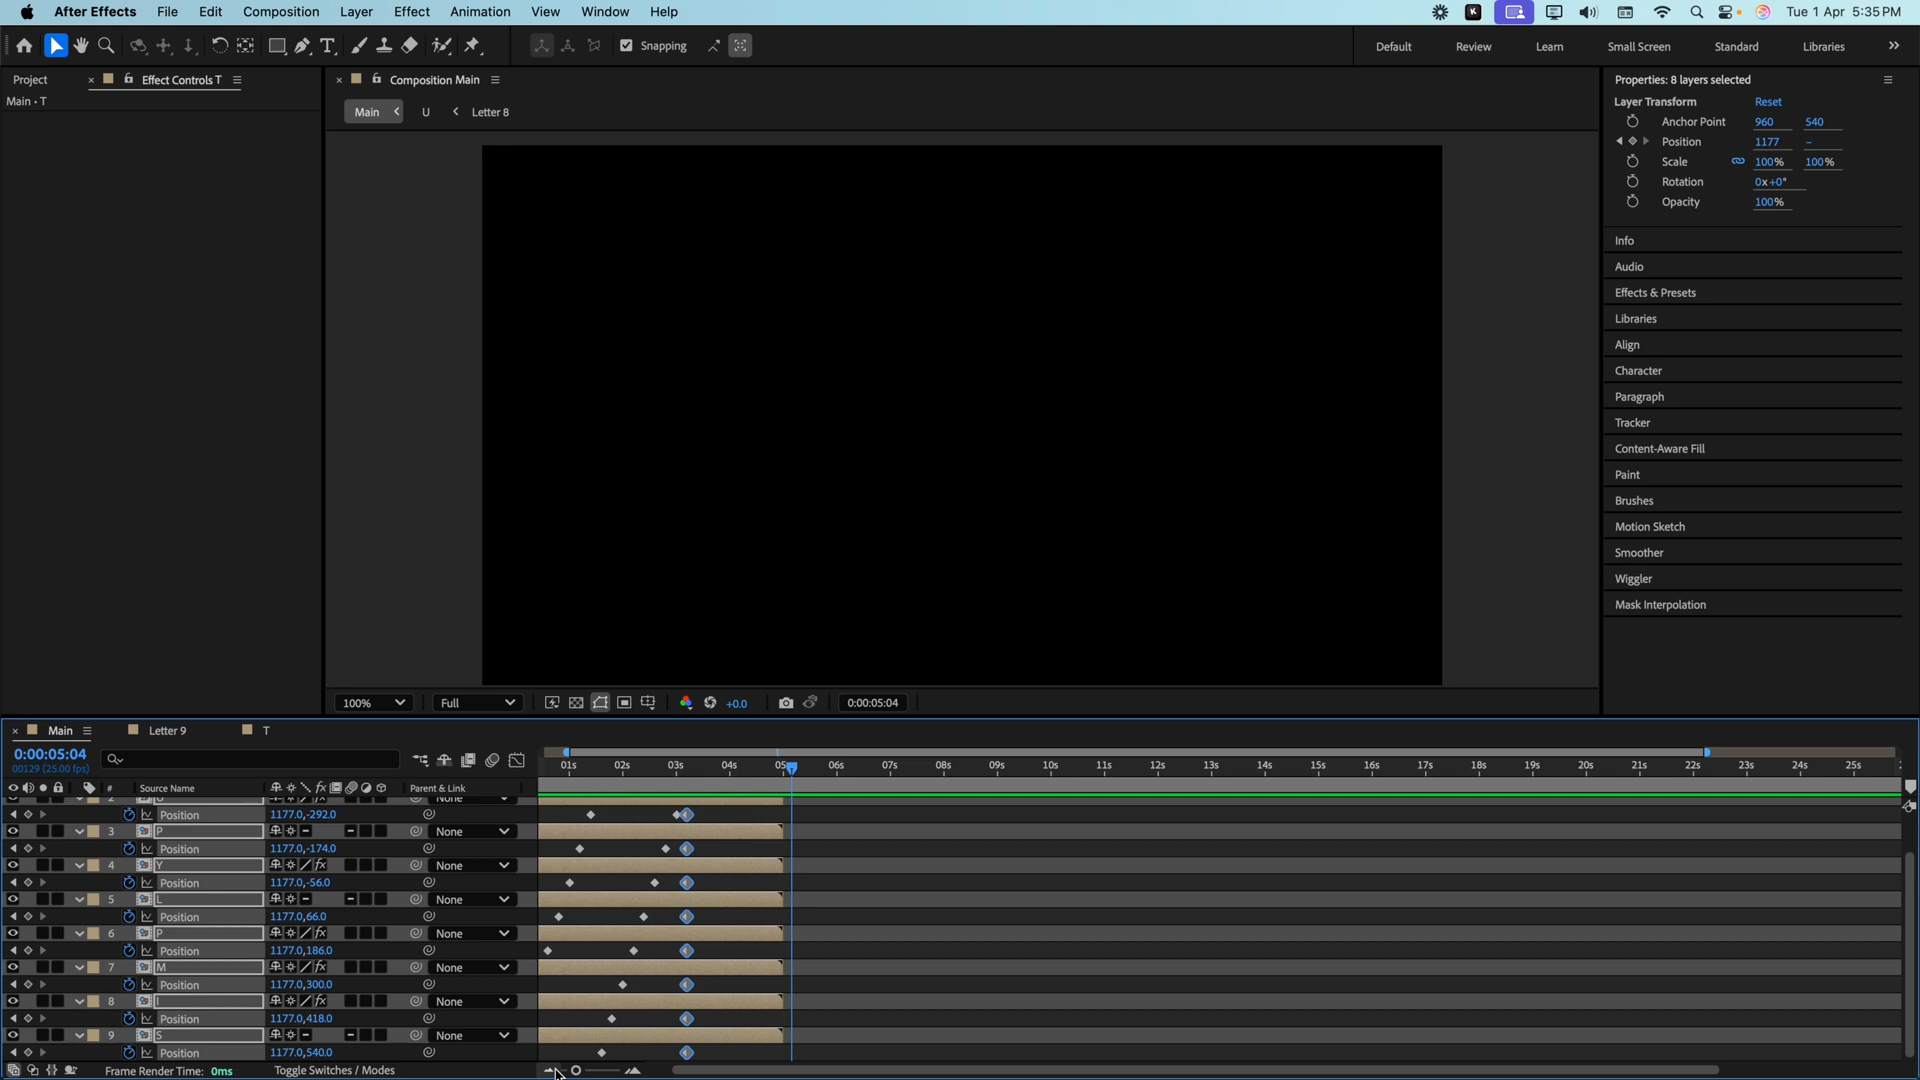 After Effects File Edit Composition Layer Effect Animation View Window Help Tue 1 Apr 5:35 PM
Snapping Default Review Learn Small Screen Standard Libraries
Project Effect Controls T
Main • T
Composition Main
Main U Letter 8
Properties: 8 layers selected
Layer Transform Reset
Anchor Point 960 540
Position 1177 –
Scale 100% 100%
Rotation 0x+0°
Opacity 100%
Info
Audio
Effects & Presets
Libraries
Align
Character
Paragraph
Tracker
Content-Aware Fill
Paint
Brushes
Motion Sketch
Smoother
Wiggler
Mask Interpolation
100% Full +0.0 0:00:05:04
Main Letter 9 T
0:00:05:04
00129 (25.00 fps)
01s 02s 03s 04s 05s 06s 07s 08s 09s 10s 11s 12s 13s 14s 15s 16s 17s 18s 19s 20s 21s 22s 23s 24s 25s
# Source Name Parent & Link
Position 1177.0,-292.0
3 P None
Position 1177.0,-174.0
4 Y None
Position 1177.0,-56.0
5 L None
Position 1177.0,66.0
6 P None
Position 1177.0,186.0
7 M None
Position 1177.0,300.0
8 I None
Position 1177.0,418.0
9 S None
Position 1177.0,540.0
Frame Render Time: 0ms Toggle Switches / Modes